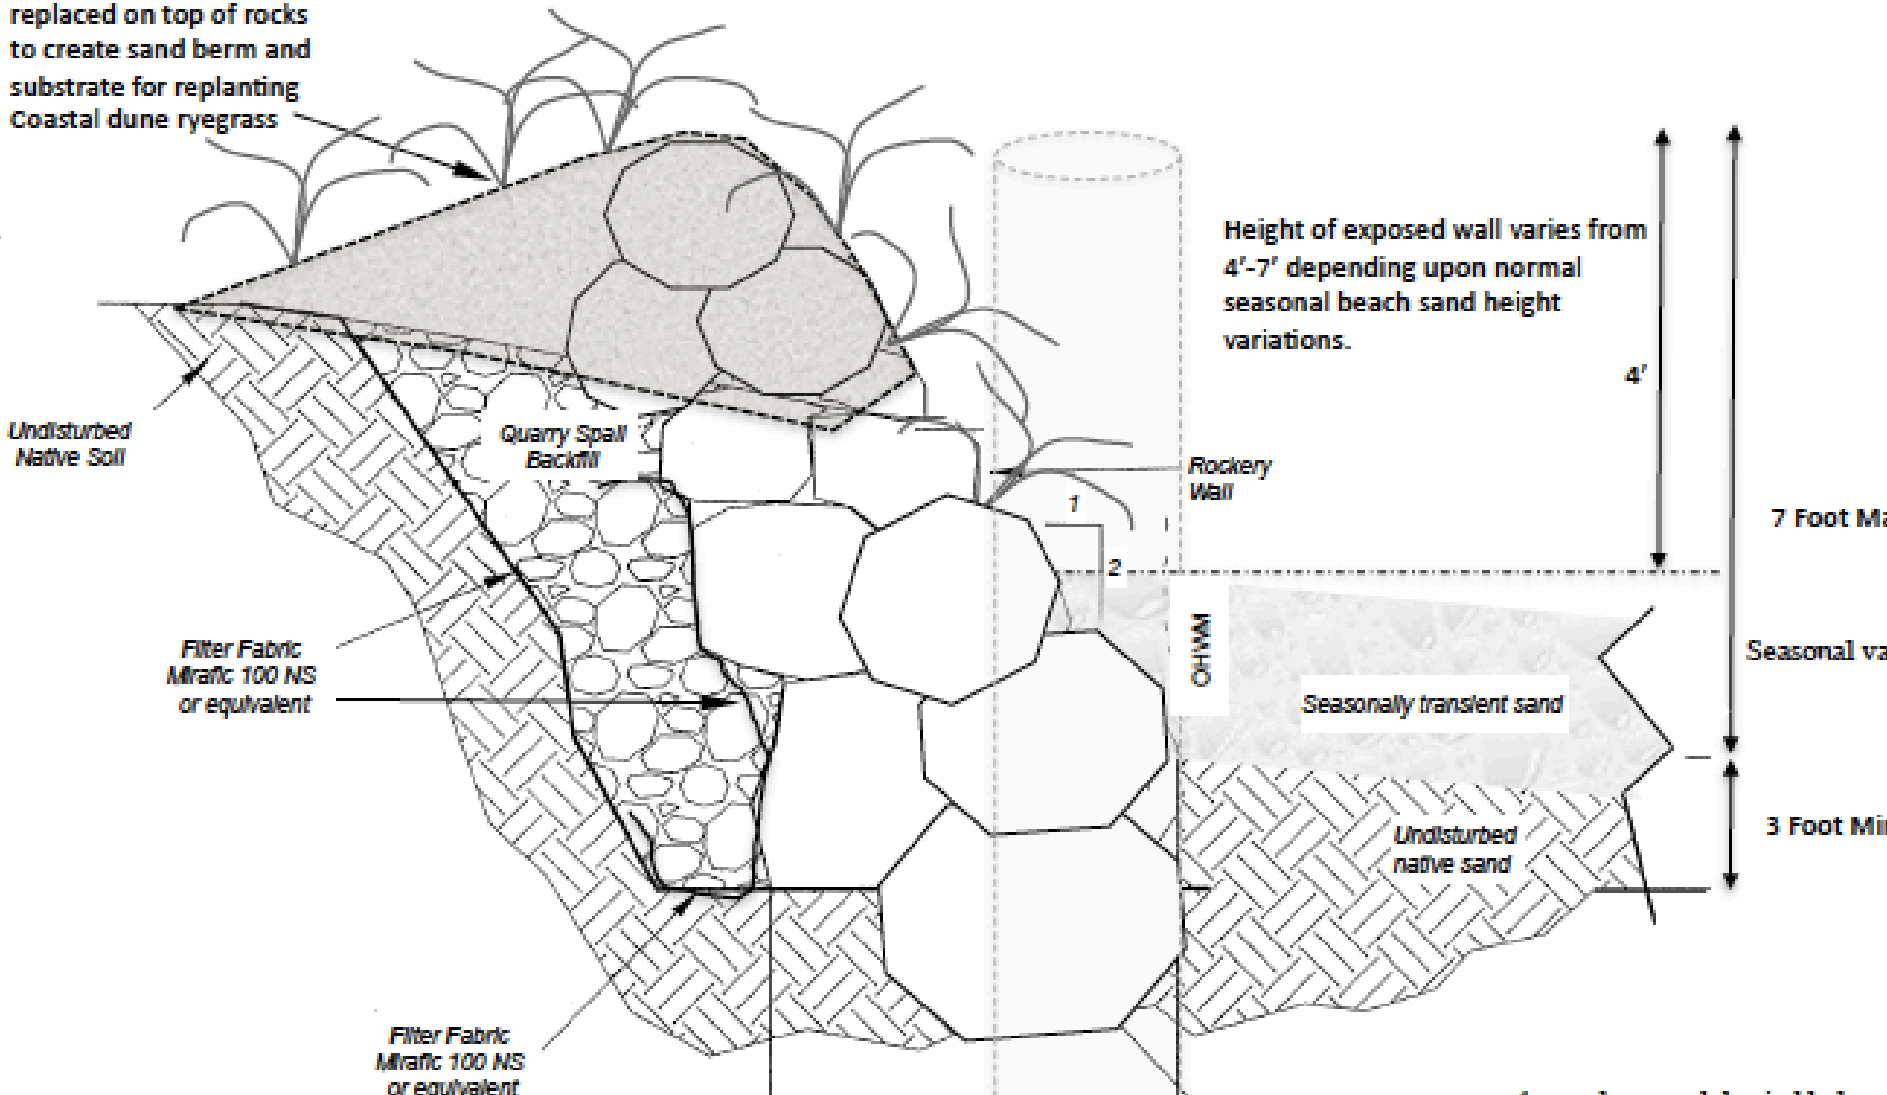 replaced on top of rocks
to create sand berm and
substrate for replanting
Coastal dune ryegrass
Height of exposed wall varies from
4'-7' depending upon normal
seasonal beach sand height
variations.
4'
Undisturbed
Native Soil
Quarry Spall
Backfill
Rockery
Wall
1
2
7 Foot
Filter Fabric
Mirafic 100 NS
or equivalent
OHWM
Seasonally transient sand
Seasonal
Undisturbed
native sand
3 Foot
Filter Fabric
Mirafic 100 NS
or equivalent